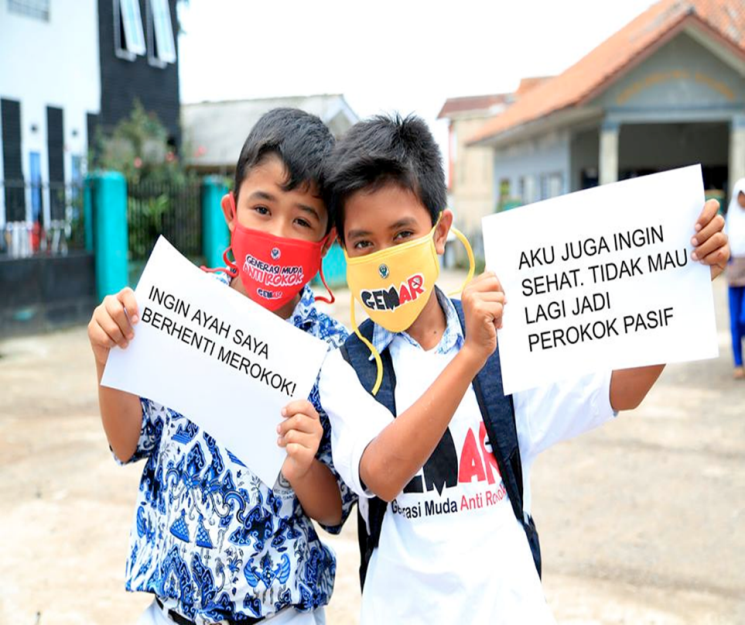 GENERASI MUDA
ANTI ROKOK
GEMAR
GEMAR
INGIN AYAH SAYA
BERHENTI MEROKOK!
AKU JUGA INGIN
SEHAT. TIDAK MAU
LAGI JADI
PEROKOK PASIF
EMAR
Generasi Muda Anti Rokok